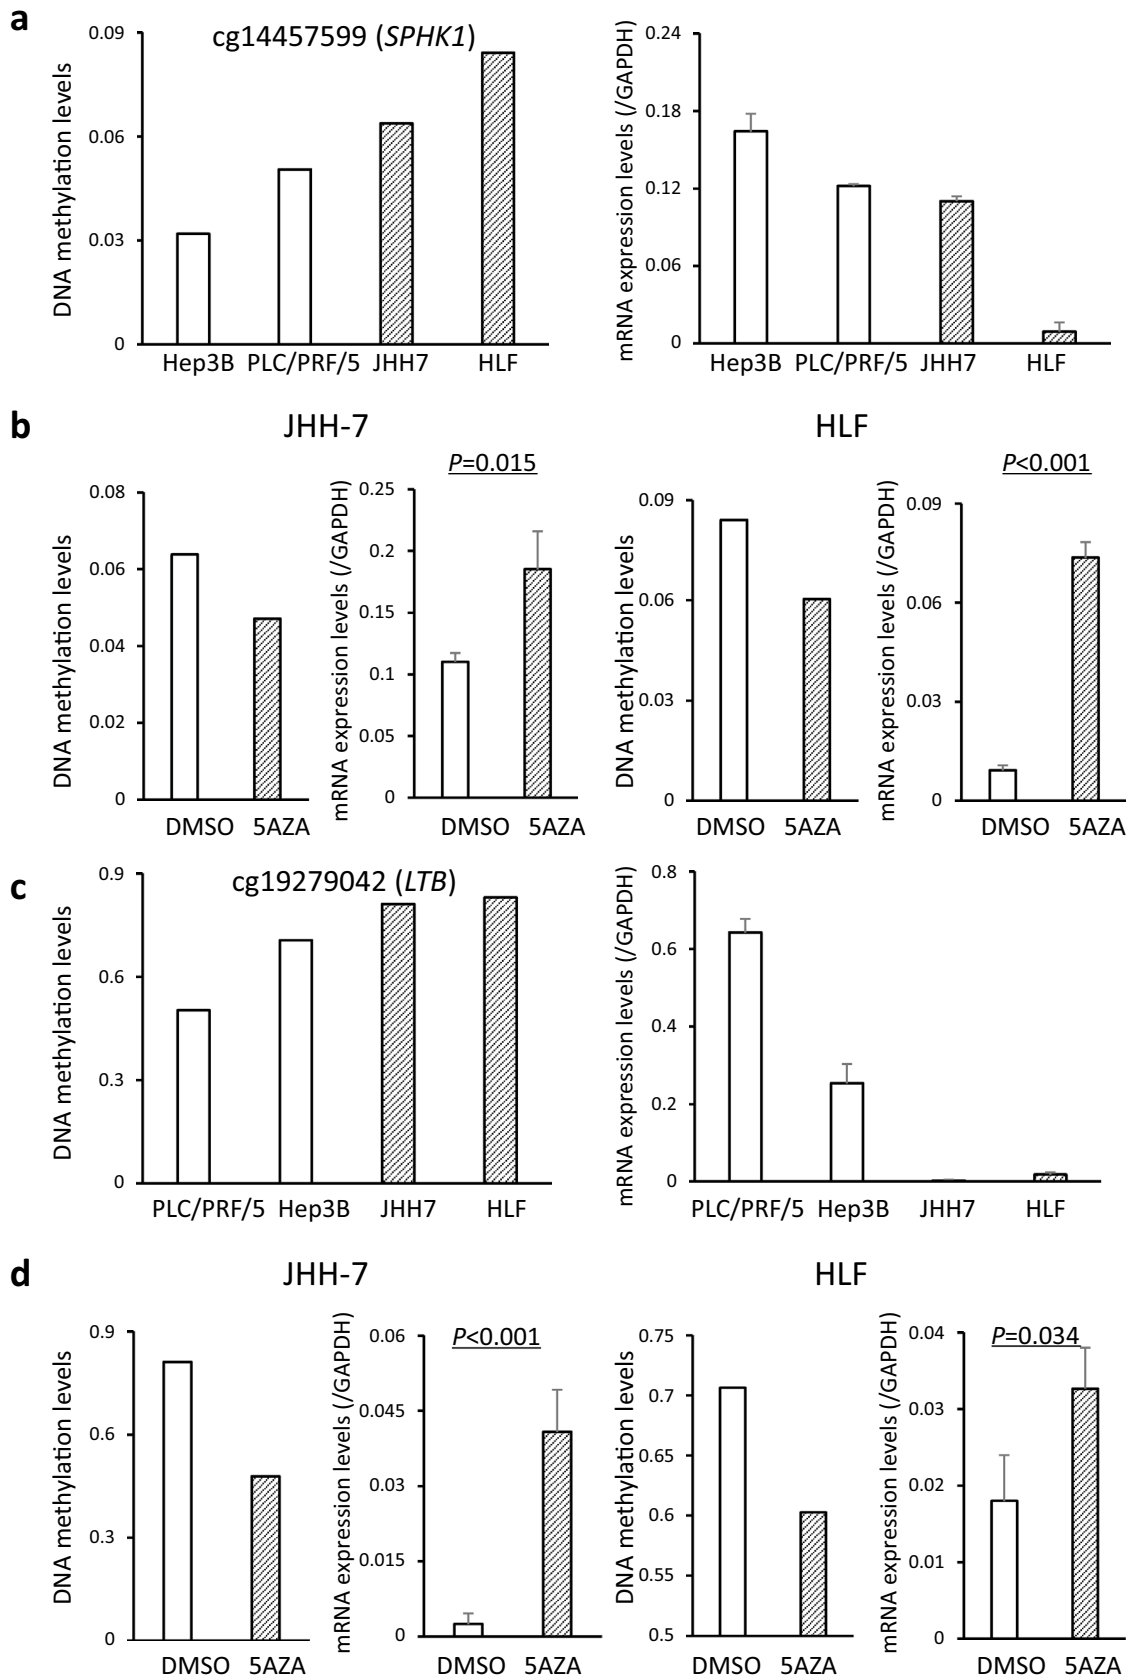 a
cg14457599 (SPHK1)
DNA methylation levels
0.09
0.06
0.03
0
Hep3B PLC/PRF/5 JHH7 HLF
mRNA expression levels (/GAPDH)
0.24
0.18
0.12
0.06
0
Hep3B PLC/PRF/5 JHH7 HLF
b
JHH-7
DNA methylation levels
0.08
0.06
0.04
0.02
0
DMSO 5AZA
P=0.015
mRNA expression levels (/GAPDH)
0.25
0.2
0.15
0.1
0.05
0
DMSO 5AZA
HLF
DNA methylation levels
0.09
0.06
0.03
0
DMSO 5AZA
P<0.001
mRNA expression levels (/GAPDH)
0.09
0.06
0.03
0
DMSO 5AZA
c
cg19279042 (LTB)
DNA methylation levels
0.9
0.6
0.3
0
PLC/PRF/5 Hep3B JHH7 HLF
mRNA expression levels (/GAPDH)
0.8
0.6
0.4
0.2
0
PLC/PRF/5 Hep3B JHH7 HLF
d
JHH-7
DNA methylation levels
0.9
0.6
0.3
0
DMSO 5AZA
P<0.001
mRNA expression levels (/GAPDH)
0.06
0.045
0.03
0.015
0
DMSO 5AZA
HLF
DNA methylation levels
0.75
0.7
0.65
0.6
0.55
0.5
DMSO 5AZA
P=0.034
mRNA expression levels (/GAPDH)
0.04
0.03
0.02
0.01
0
DMSO 5AZA